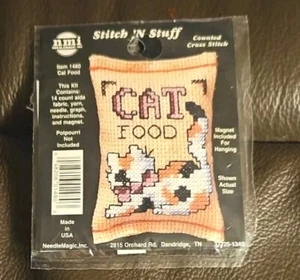 nmi
Stitch 'N Stuff
Counted
Cross Stitch
Item 1480
Cat Food
This Kit
Contains:
14 count aida
fabric, yarn,
needle, graph,
instructions,
and magnet.
Potpourri
Not
Included
CAT
FOOD
Magnet
Included
For
Hanging
Shown
Actual
Size
Made in
USA
NeedleMagic, Inc.
2815 Orchard Rd, Dandridge, TN